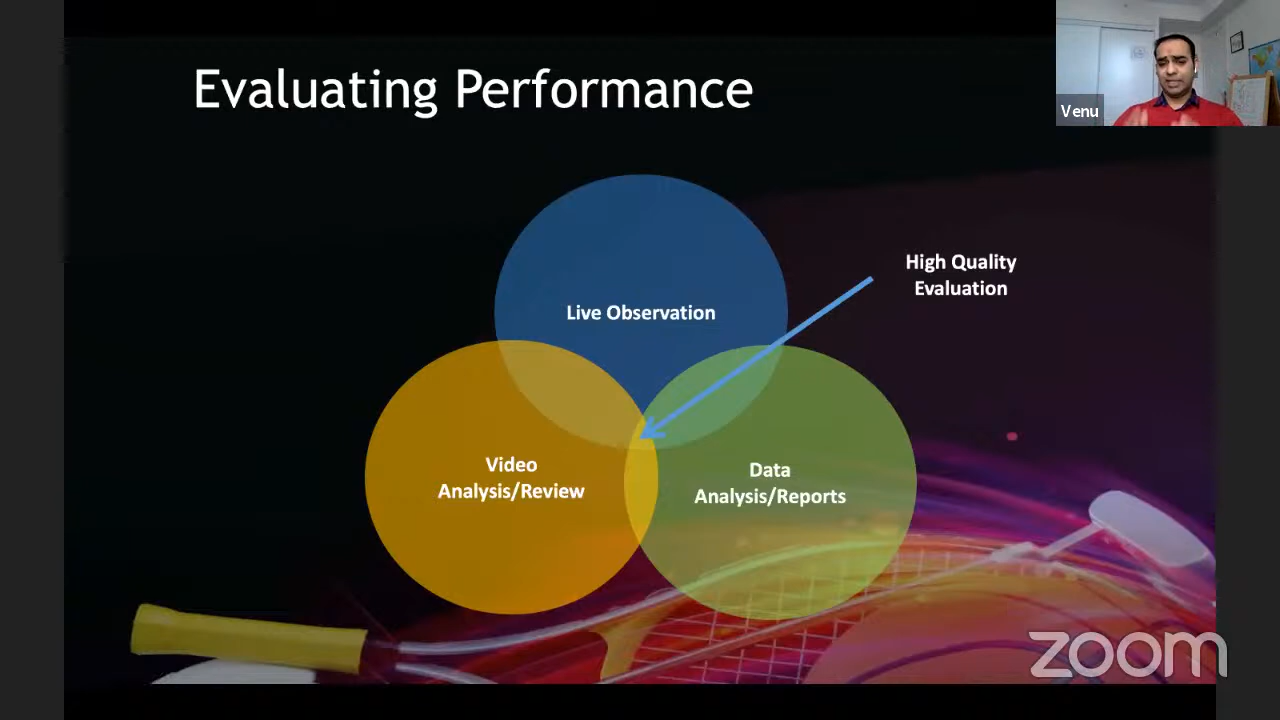 Evaluating Performance
Venu
High Quality
Evaluation
Live Observation
Video
Analysis/Review
Data
Analysis/Reports
zoom